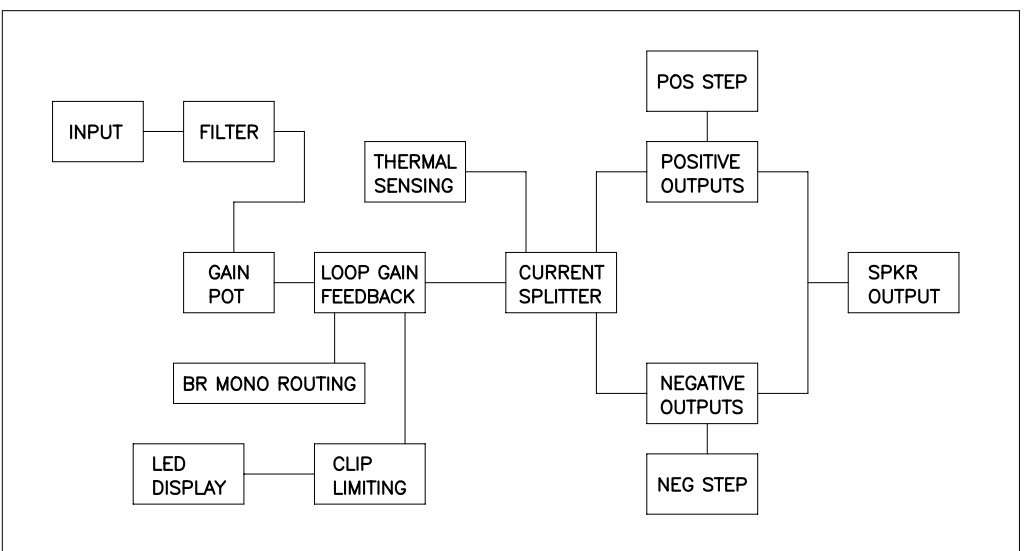 POS STEP
INPUT
FILTER
THERMAL
SENSING
POSITIVE
OUTPUTS
GAIN
POT
LOOP GAIN
FEEDBACK
CURRENT
SPLITTER
SPKR
OUTPUT
BR MONO ROUTING
NEGATIVE
OUTPUTS
LED
DISPLAY
CLIP
LIMITING
NEG STEP